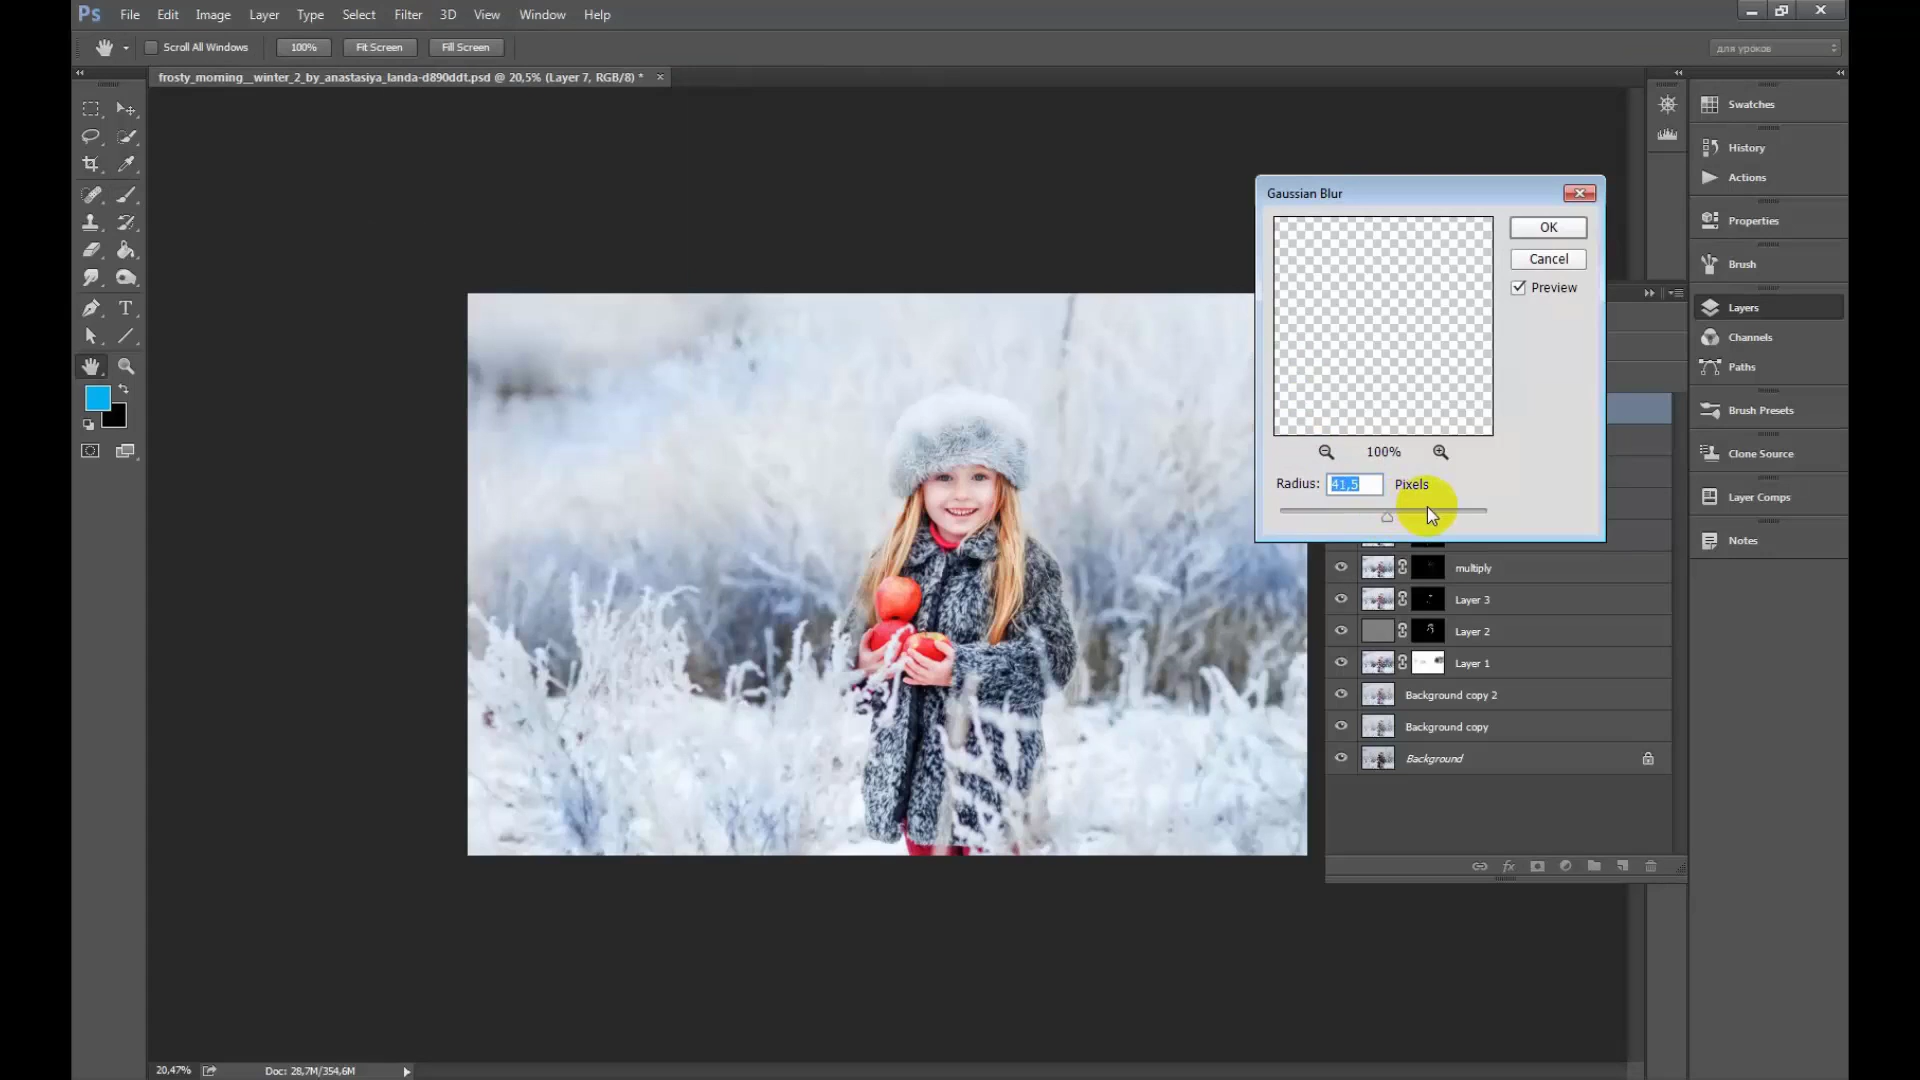 Ps File Edit Image Layer Type Select Filter 3D View Window Help
Scroll All Windows 100% Fit Screen Fill Screen для уроков
frosty_morning__winter_2_by_anastasiya_landa-d890ddt.psd @ 20,5% (Layer 7, RGB/8) * ×
Swatches
History
Actions
Properties
Brush
Layers
Channels
Paths
Brush Presets
Clone Source
Layer Comps
Notes
Gaussian Blur
OK
Cancel
Preview
100%
Radius: 41,5 Pixels
multiply
Layer 3
Layer 2
Layer 1
Background copy 2
Background copy
Background
fx
20,47% Doc: 28,7M/354,6M